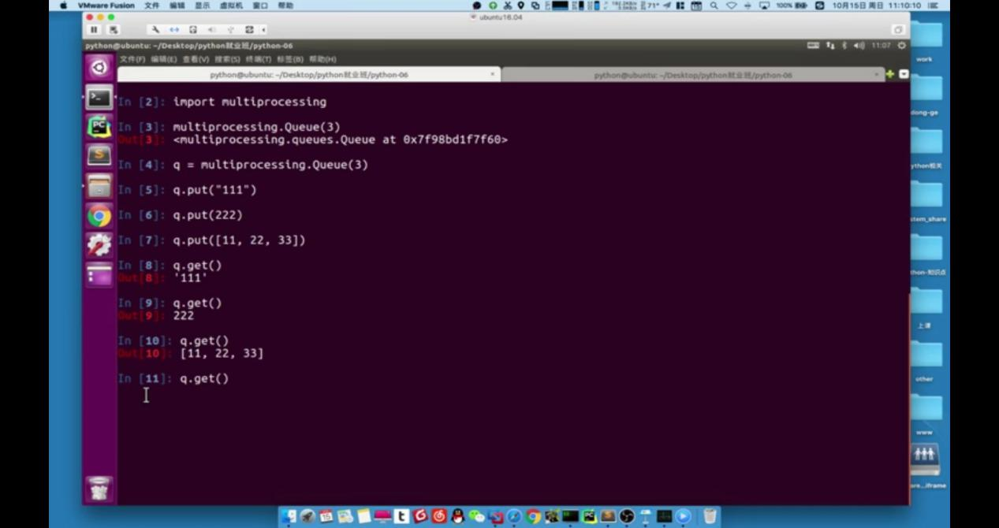 VMware Fusion 文件 编辑 显示 虚拟机 窗口 帮助
71° 100% 10月15日 周日 11:10:10
ubuntu16.04
python@ubuntu: ~/Desktop/python就业班/python-06
11:07
文件(F) 编辑(E) 查看(V) 搜索(S) 终端(T) 标签(B) 帮助(H)
python@ubuntu: ~/Desktop/python就业班/python-06 × python@ubuntu: ~/Desktop/python就业班/python-06 ×
In [2]: import multiprocessing
In [3]: multiprocessing.Queue(3)
Out[3]: <multiprocessing.queues.Queue at 0x7f98bd1f7f60>
In [4]: q = multiprocessing.Queue(3)
In [5]: q.put("111")
In [6]: q.put(222)
In [7]: q.put([11, 22, 33])
In [8]: q.get()
Out[8]: '111'
In [9]: q.get()
Out[9]: 222
In [10]: q.get()
Out[10]: [11, 22, 33]
In [11]: q.get()
work
dong-ge
ython相关
stem_share
thon-知识点
上课
other
www
are...iframe